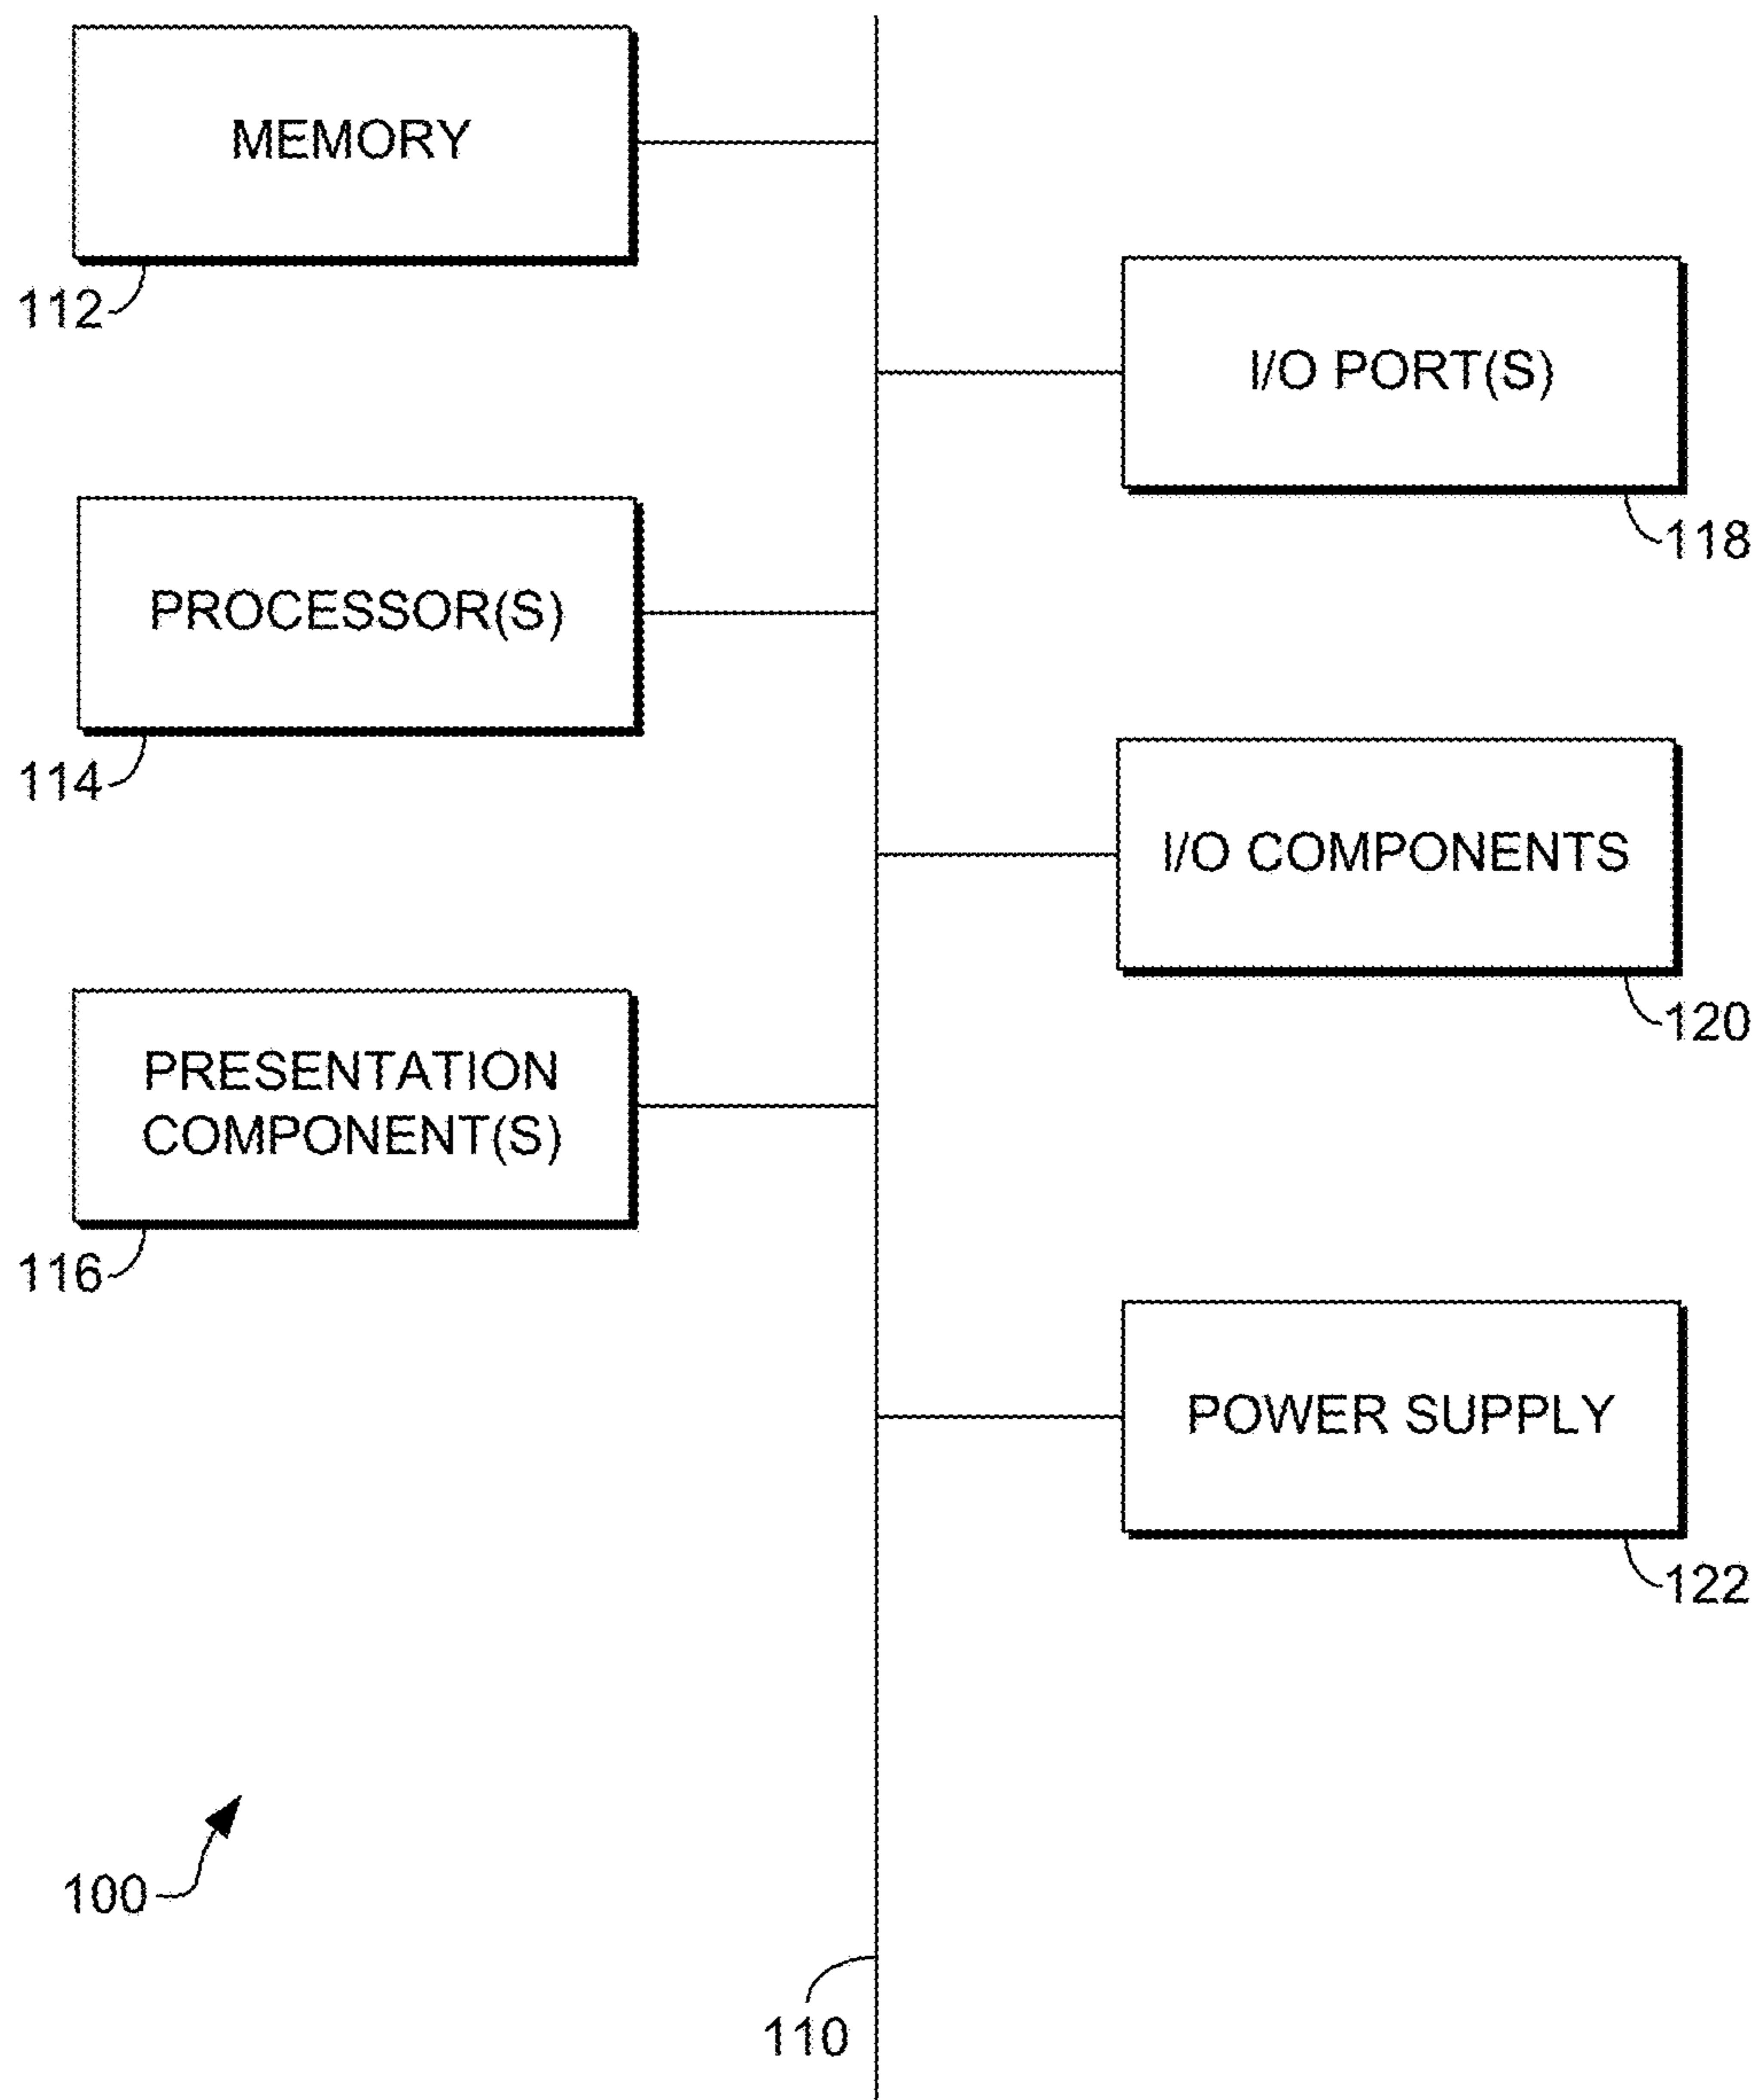 MEMORY
112
I/O PORT(S)
118
PROCESSOR(S)
114
I/O COMPONENTS
120
PRESENTATION
COMPONENT(S)
116
POWER SUPPLY
122
100
110